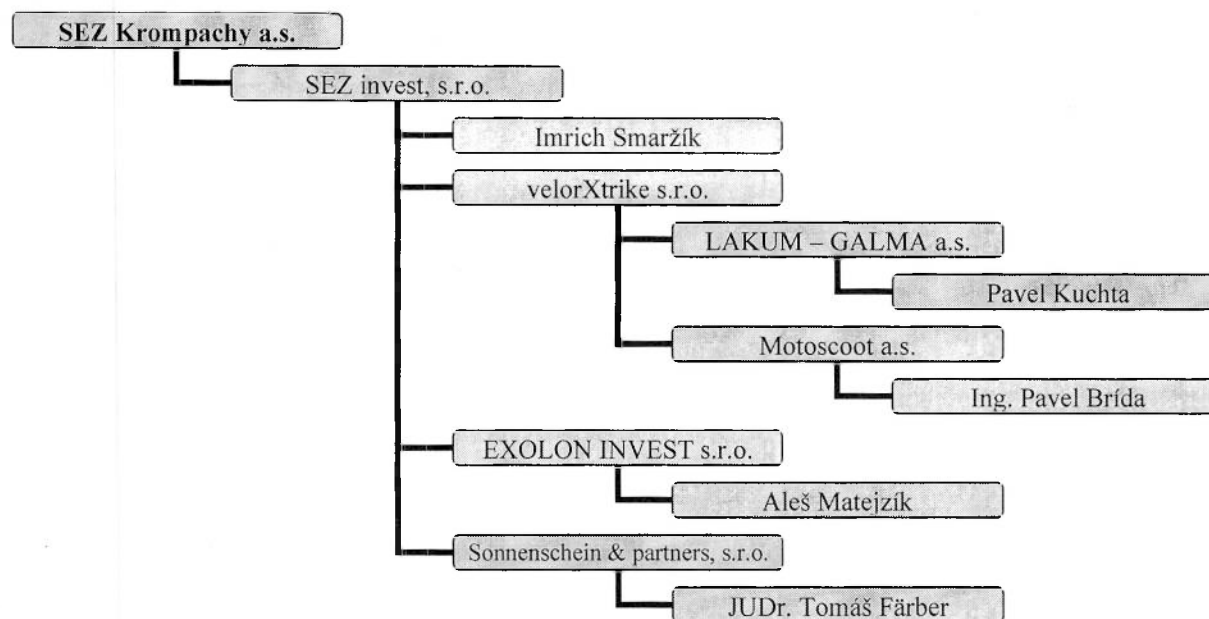 SEZ Krompachy a.s.
SEZ invest, s.r.o.
Imrich Smaržík
velorXtrike s.r.o.
LAKUM – GALMA a.s.
Pavel Kuchta
Motoscoot a.s.
Ing. Pavel Brída
EXOLON INVEST s.r.o.
Aleš Matejzík
Sonnenschein & partners, s.r.o.
JUDr. Tomáš Färber